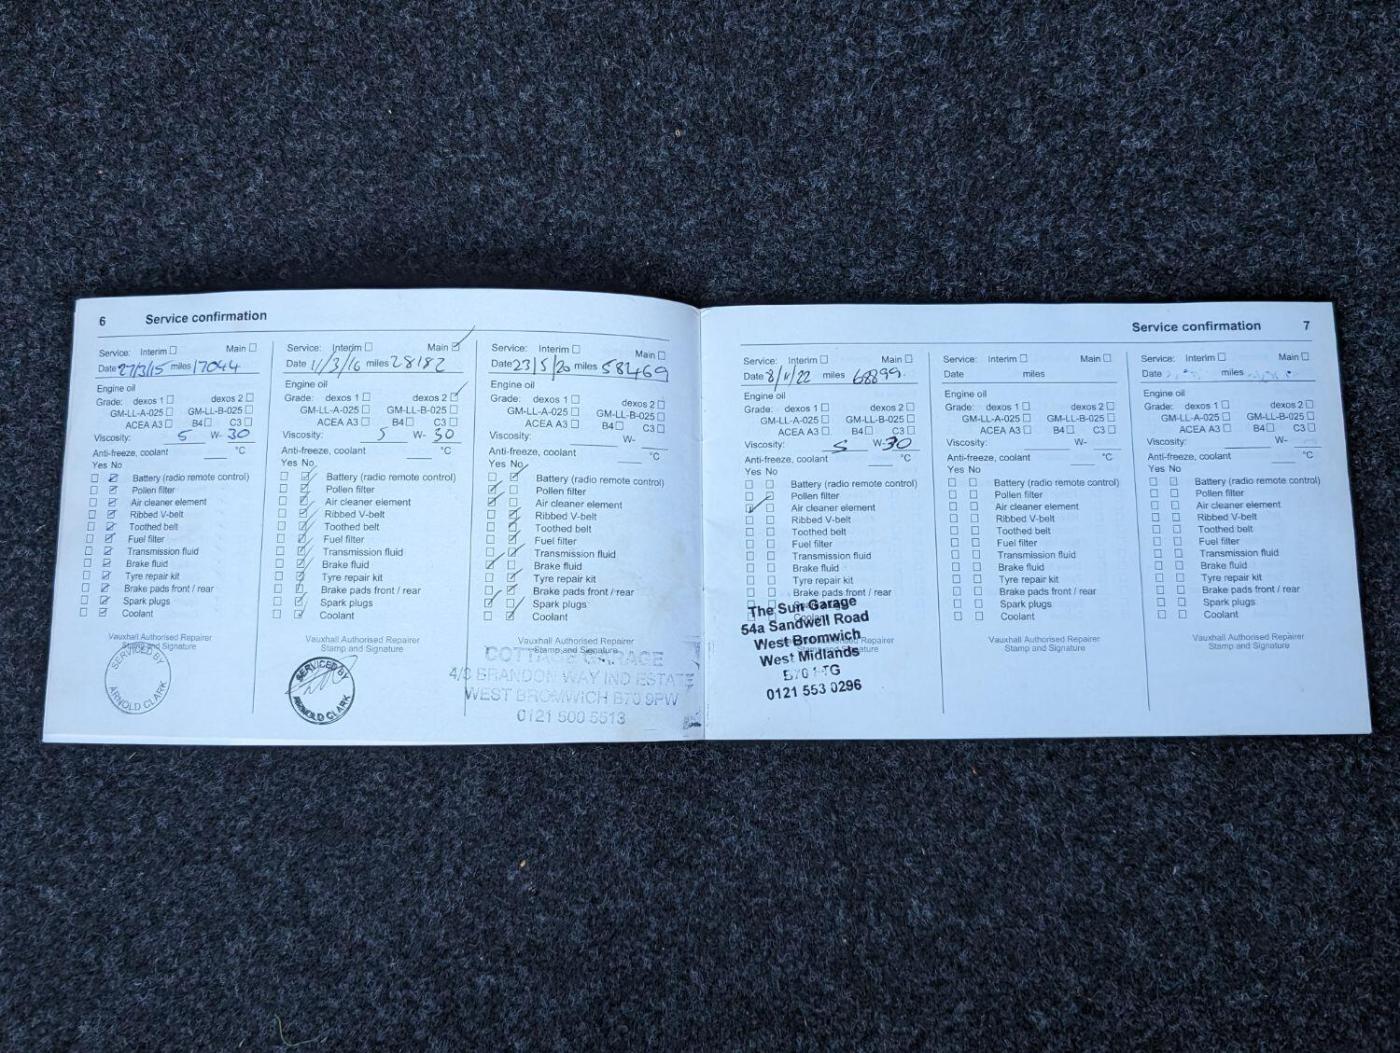 6 Service confirmation
Service: Interim Main
Date 27/3/15 miles 17044
Engine oil
Grade: dexos 1 dexos 2
GM-LL-A-025 GM-LL-B-025
ACEA A3 B4 C3
Viscosity: 5 W- 30
Anti-freeze, coolant °C
Yes No
Battery (radio remote control)
Pollen filter
Air cleaner element
Ribbed V-belt
Toothed belt
Fuel filter
Transmission fluid
Brake fluid
Tyre repair kit
Brake pads front / rear
Spark plugs
Coolant
Vauxhall Authorised Repairer
Stamp and Signature
SERVICED BY
ARNOLD CLARK
Service: Interim Main
Date 11/3/16 miles 28182
Engine oil
Grade: dexos 1 dexos 2
GM-LL-A-025 GM-LL-B-025
ACEA A3 B4 C3
Viscosity: 5 W- 30
Anti-freeze, coolant °C
Yes No
Battery (radio remote control)
Pollen filter
Air cleaner element
Ribbed V-belt
Toothed belt
Fuel filter
Transmission fluid
Brake fluid
Tyre repair kit
Brake pads front / rear
Spark plugs
Coolant
Vauxhall Authorised Repairer
Stamp and Signature
SERVICED BY
ARNOLD CLARK
Service: Interim Main
Date 23/5/20 miles 58469
Engine oil
Grade: dexos 1 dexos 2
GM-LL-A-025 GM-LL-B-025
ACEA A3 B4 C3
Viscosity: W-
Anti-freeze, coolant °C
Yes No
Battery (radio remote control)
Pollen filter
Air cleaner element
Ribbed V-belt
Toothed belt
Fuel filter
Transmission fluid
Brake fluid
Tyre repair kit
Brake pads front / rear
Spark plugs
Coolant
Vauxhall Authorised Repairer
Stamp and Signature
COTTAGE GARAGE
BRANDON WAY IND ESTATE
WEST BROMWICH B70 9PW
0121 500 5513
Service confirmation 7
Service: Interim Main
Date 8/11/22 miles 68899
Engine oil
Grade: dexos 1 dexos 2
GM-LL-A-025 GM-LL-B-025
ACEA A3 B4 C3
Viscosity: 5 W- 30
Anti-freeze, coolant °C
Yes No
Battery (radio remote control)
Pollen filter
Air cleaner element
Ribbed V-belt
Toothed belt
Fuel filter
Transmission fluid
Brake fluid
Tyre repair kit
Brake pads front / rear
The Sun Garage
54a Sandwell Road
West Bromwich
West Midlands
0121 553 0296
Service: Interim Main
Date miles
Engine oil
Grade: dexos 1 dexos 2
GM-LL-A-025 GM-LL-B-025
ACEA A3 B4 C3
Viscosity: W-
Anti-freeze, coolant °C
Yes No
Battery (radio remote control)
Pollen filter
Air cleaner element
Ribbed V-belt
Toothed belt
Fuel filter
Transmission fluid
Brake fluid
Tyre repair kit
Brake pads front / rear
Spark plugs
Coolant
Vauxhall Authorised Repairer
Stamp and Signature
Service: Interim Main
Date miles
Engine oil
Grade: dexos 1 dexos 2
GM-LL-A-025 GM-LL-B-025
ACEA A3 B4 C3
Viscosity: W-
Anti-freeze, coolant °C
Yes No
Battery (radio remote control)
Pollen filter
Air cleaner element
Ribbed V-belt
Toothed belt
Fuel filter
Transmission fluid
Brake fluid
Tyre repair kit
Brake pads front / rear
Spark plugs
Coolant
Vauxhall Authorised Repairer
Stamp and Signature